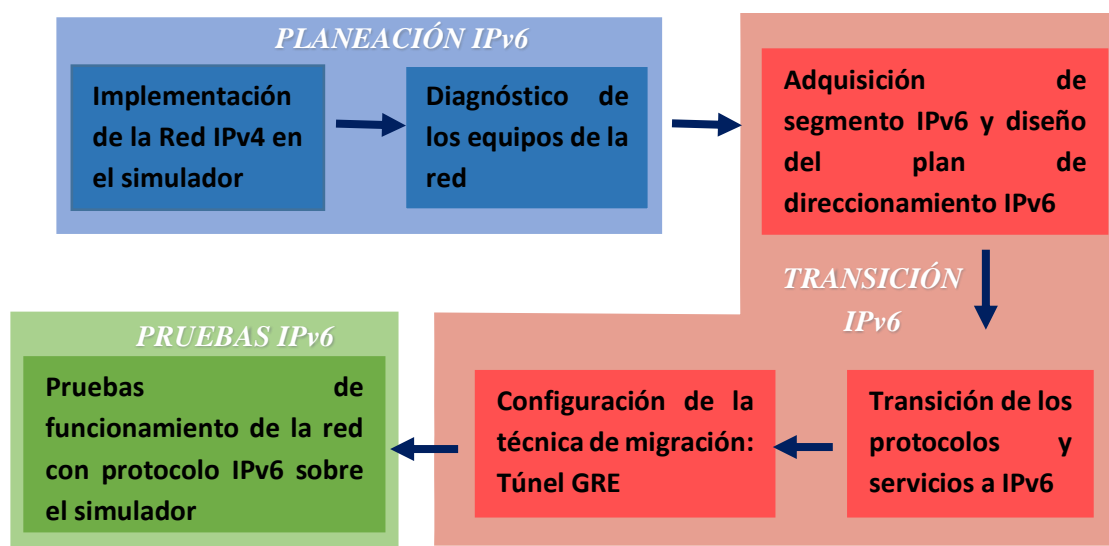 PLANEACIÓN IPv6
Implementación
de la Red IPv4 en
el simulador
Diagnóstico de
los equipos de la
red
Adquisición de
segmento IPv6 y diseño
del plan de
direccionamiento IPv6
TRANSICIÓN
IPv6
Transición de los
protocolos y
servicios a IPv6
Configuración de la
técnica de migración:
Túnel GRE
PRUEBAS IPv6
Pruebas de
funcionamiento de la red
con protocolo IPv6 sobre
el simulador